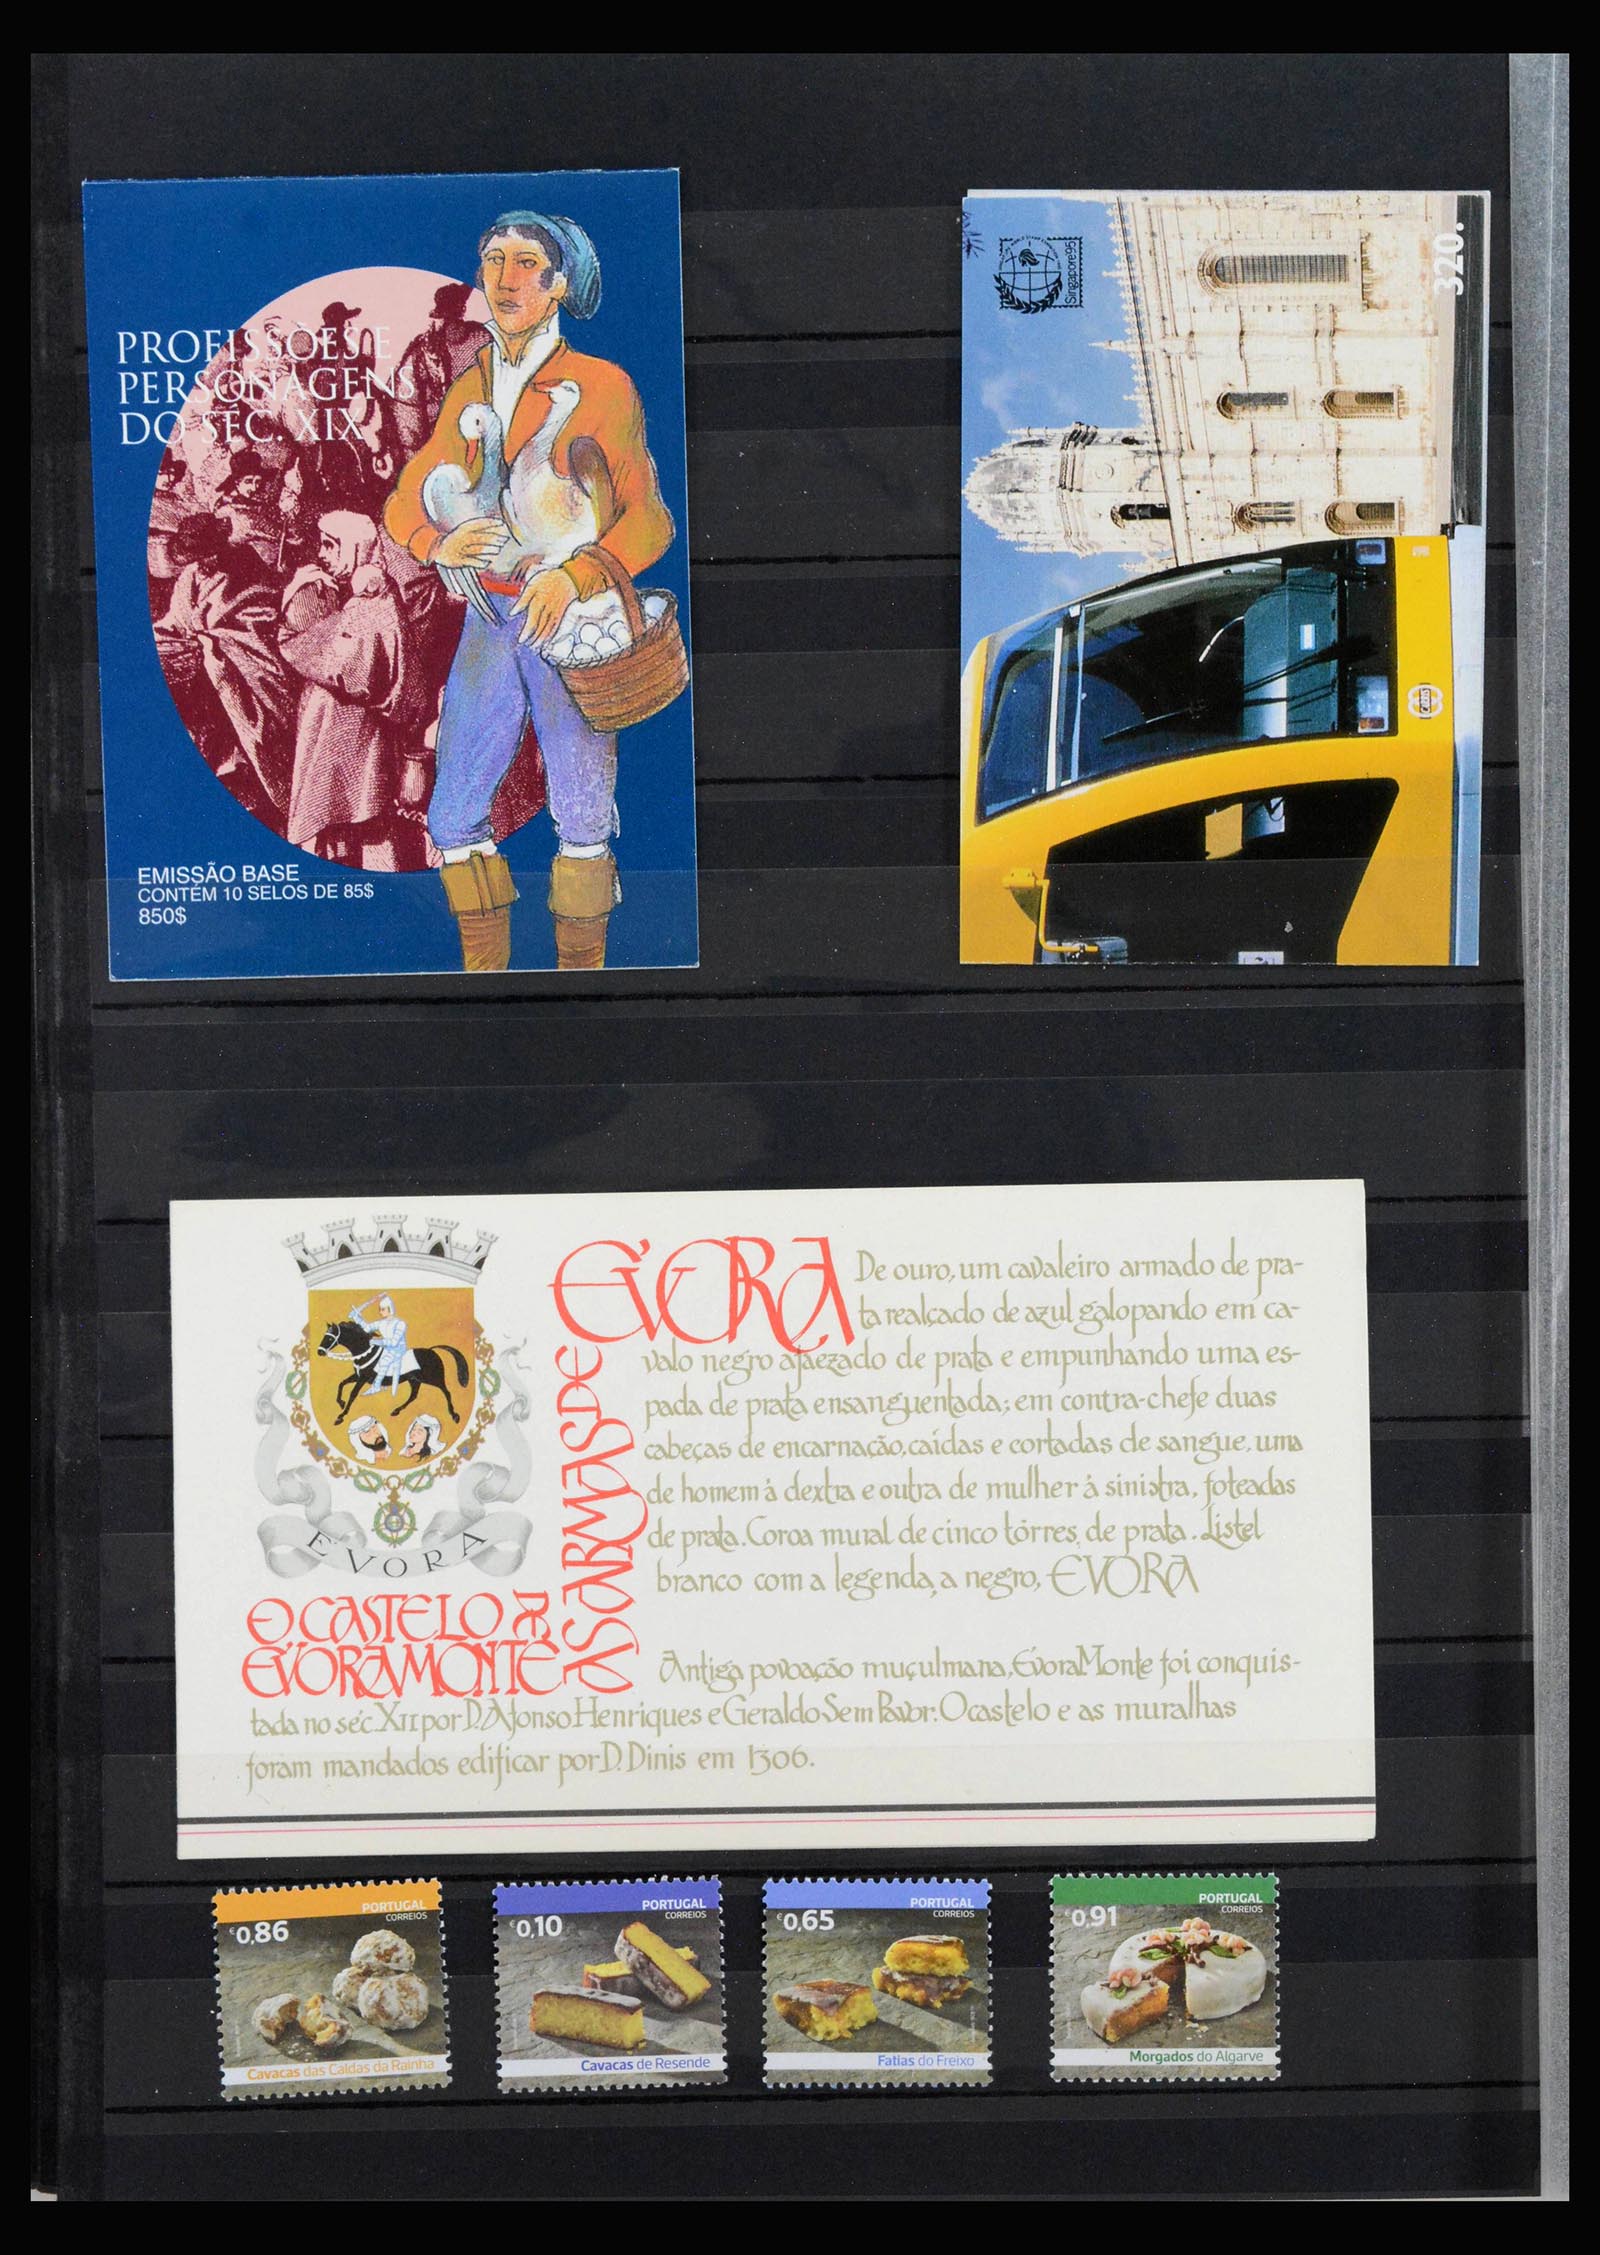 PROFISSÕES E
PERSONAGENS
DO SÉC. XIX
EMISSÃO BASE
CONTÉM 10 SELOS DE 85$
850$
320.
Singapore'95
ÉVORA
AS ARMAS DE
De ouro, um cavaleiro armado de pra-
ta realçado de azul galopando em ca-
valo negro ajaezado de prata e empunhando uma es-
pada de prata ensanguentada; em contra-chefe duas
cabeças de encarnação, caídas e cortadas de sangue, uma
de homem à dextra e outra de mulher à sinistra, foteadas
de prata. Coroa mural de cinco tôrres de prata. Listel
branco com a legenda, a negro, EVORA
EVORA
O CASTELO DE
ÉVORAMONTE
Antiga povoação muçulmana, Évora Monte foi conquis-
tada no séc. XII por D. Afonso Henriques e Geraldo Sem Pavor. O castelo e as muralhas
foram mandados edificar por D. Dinis em 1306.
PORTUGAL
CORREIOS
€0,86
Cavacas das Caldas da Rainha
PORTUGAL
CORREIOS
€0,10
Cavacas de Resende
PORTUGAL
CORREIOS
€0,65
Fatias do Freixo
PORTUGAL
CORREIOS
€0,91
Morgados do Algarve